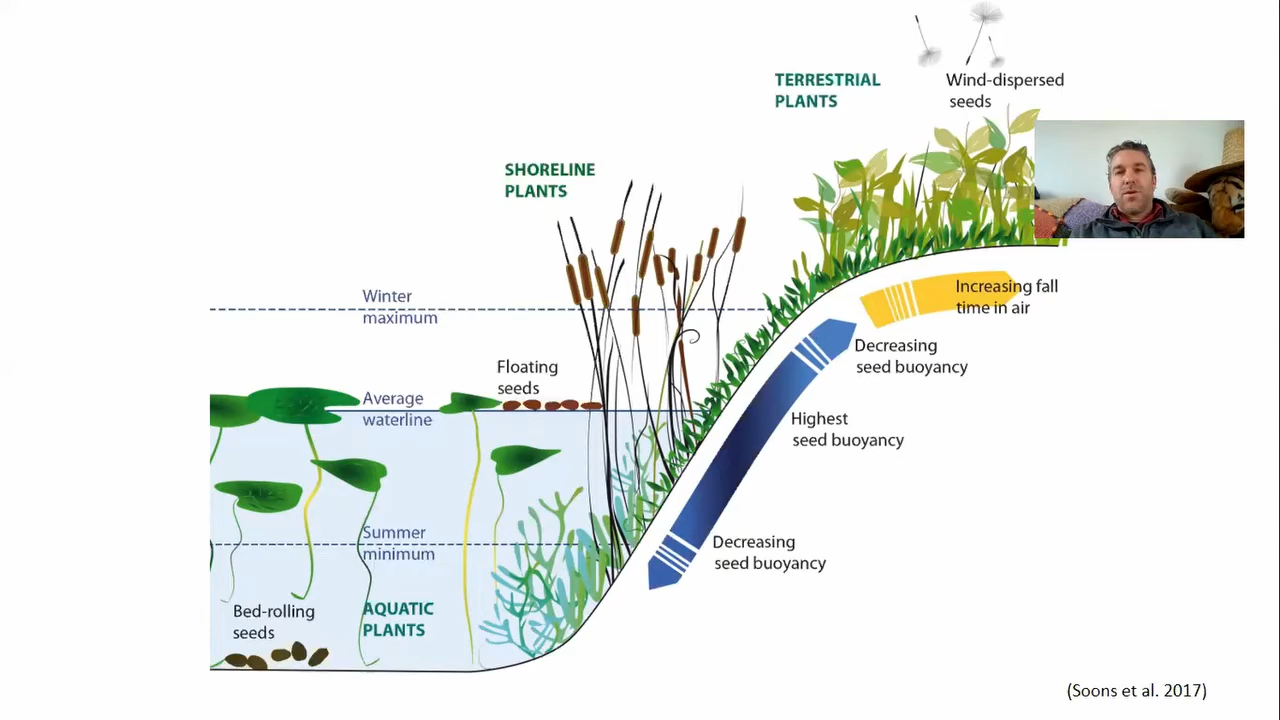 TERRESTRIAL
PLANTS
Wind-dispersed
seeds
SHORELINE
PLANTS
Winter
maximum
Increasing fall
time in air
Decreasing
seed buoyancy
Floating
seeds
Average
waterline
Highest
seed buoyancy
Summer
minimum
Decreasing
seed buoyancy
Bed-rolling
seeds
AQUATIC
PLANTS
(Soons et al. 2017)